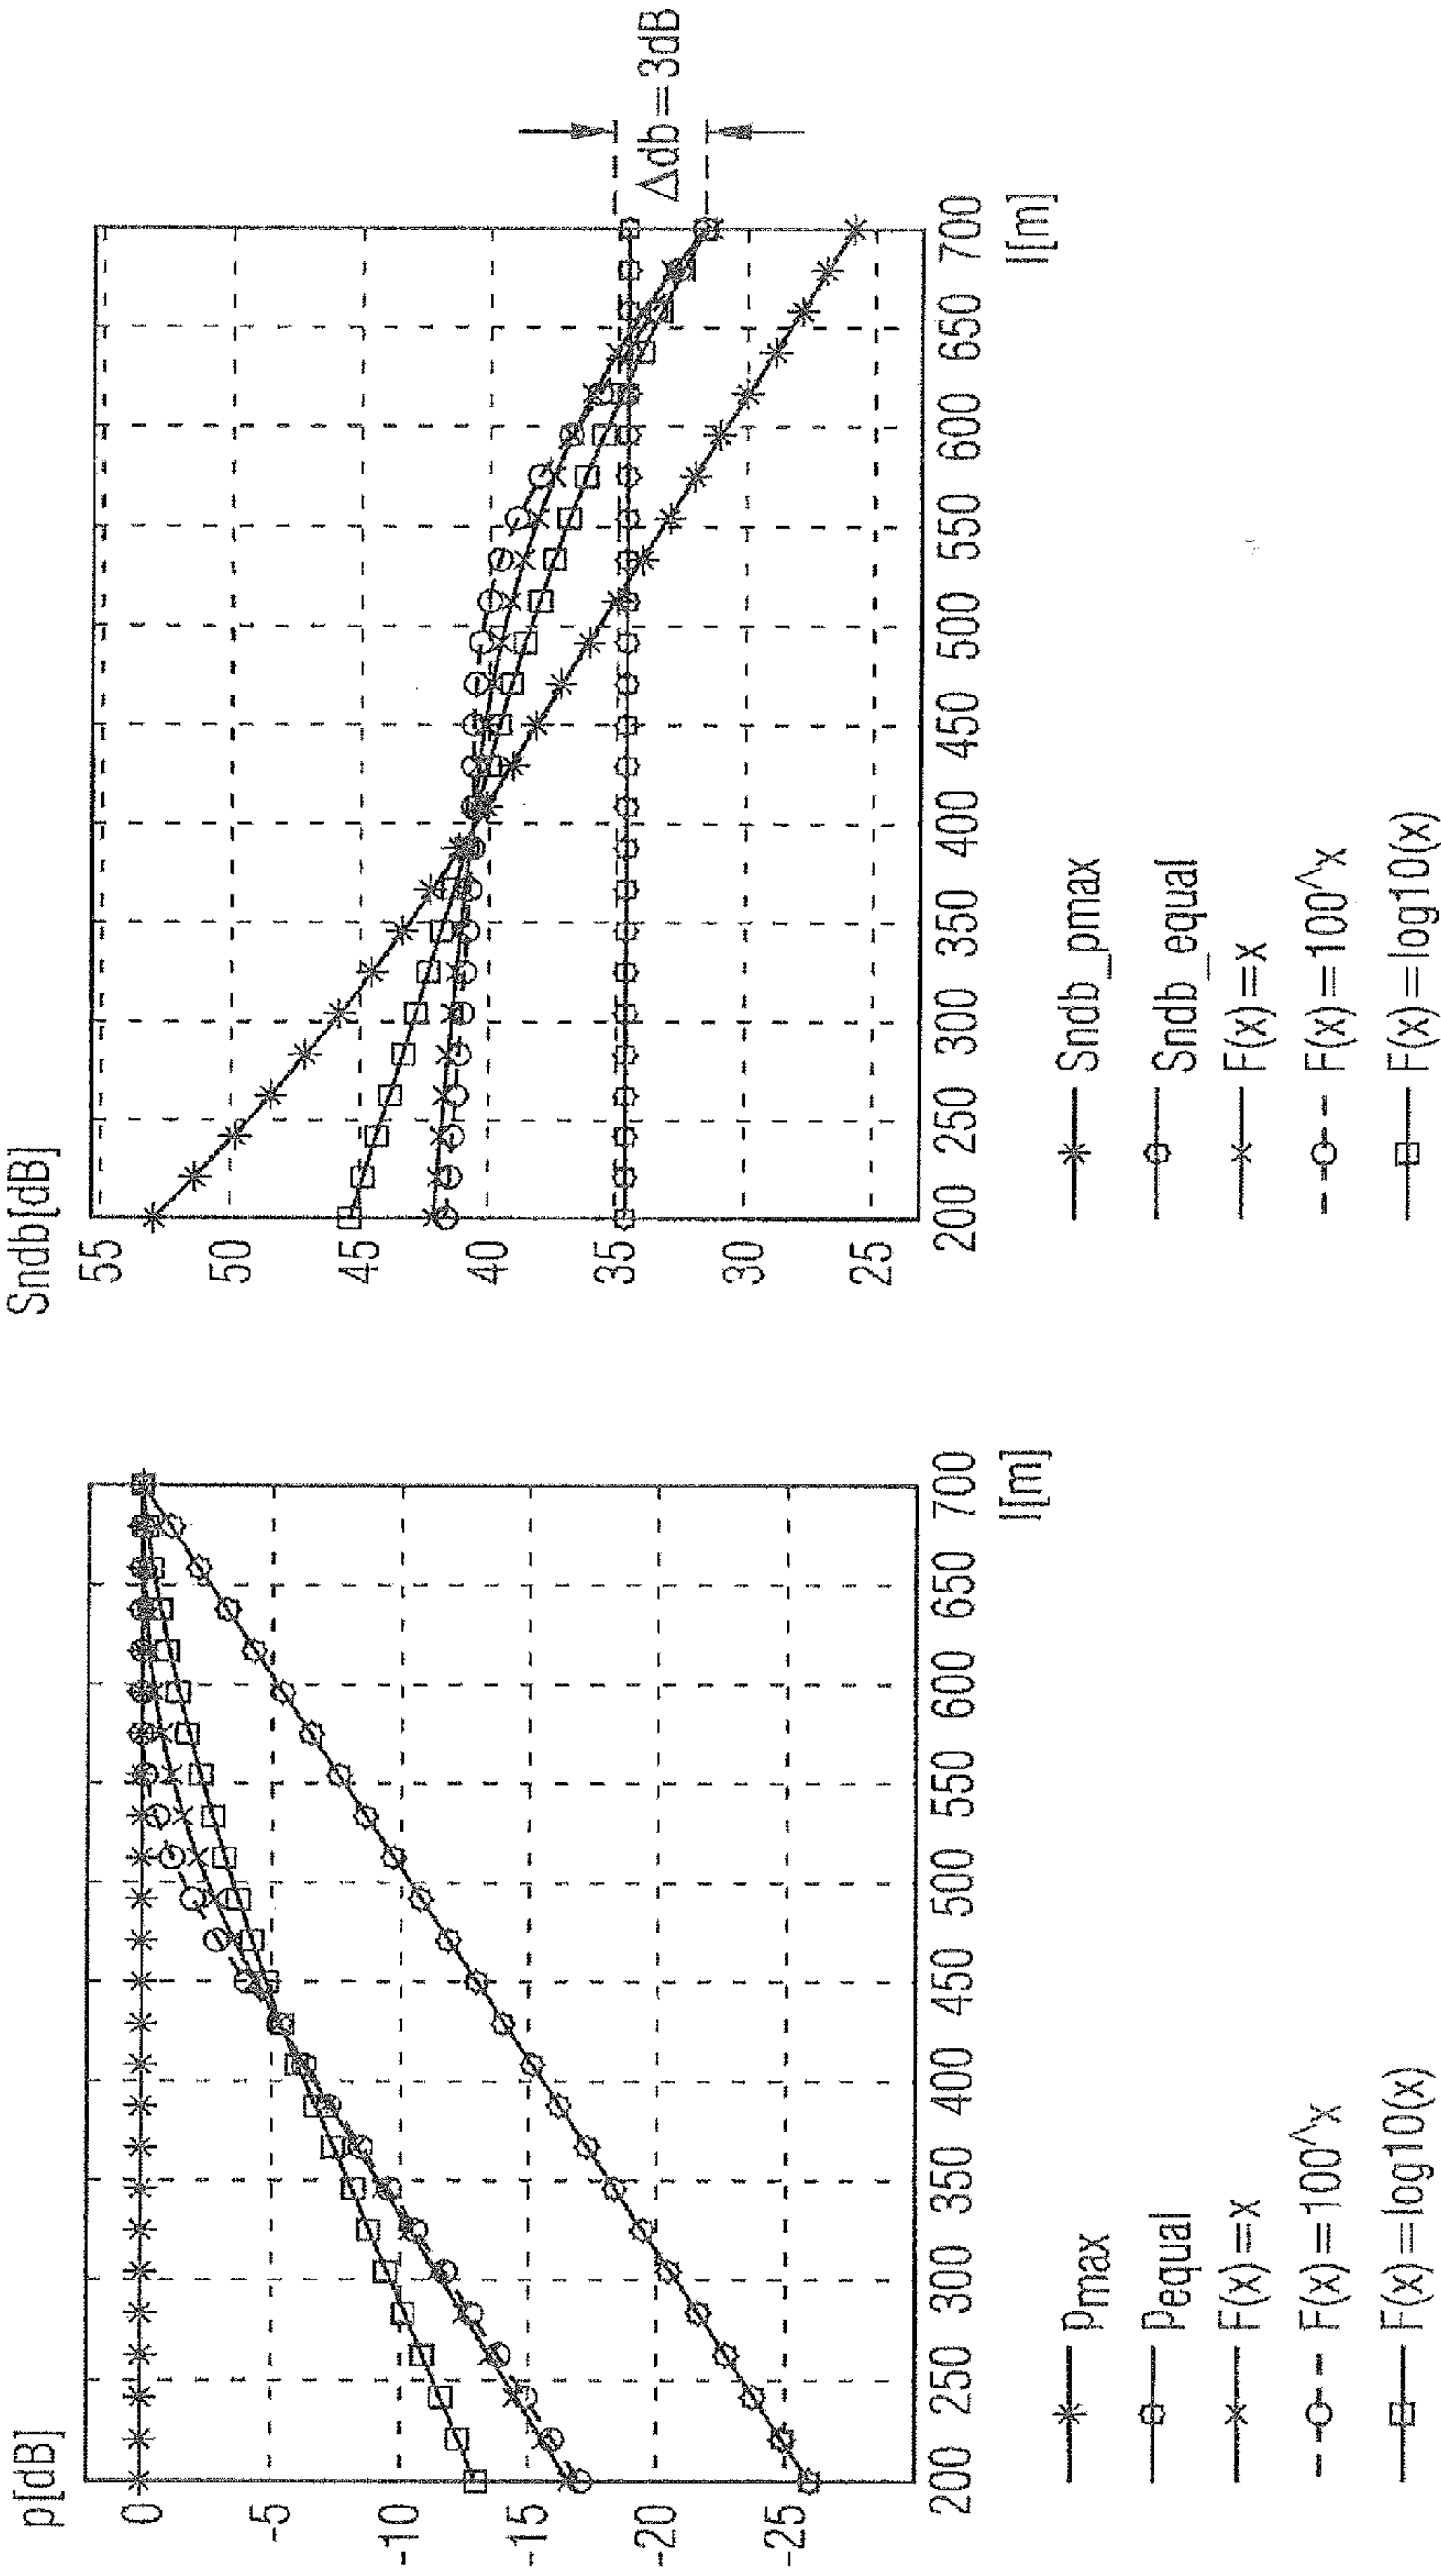 p[dB]
0
-5
-10
-15
-20
-25
200 250 300 350 400 450 500 550 600 650 700
l[m]
pmax
pequal
F(x)=x
F(x)=100^x
F(x)=log10(x)
Sndb[dB]
55
50
45
40
35
30
25
200 250 300 350 400 450 500 550 600 650 700
l[m]
Δdb=3dB
Sndb_pmax
Sndb_equal
F(x)=x
F(x)=100^x
F(x)=log10(x)